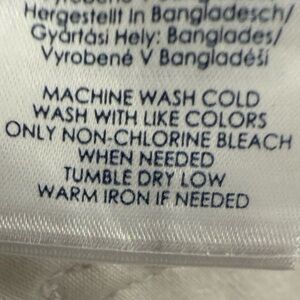 Hergestellt In Bangladesch/
Gyártási Hely: Banglades/
Vyrobené V Bangladéši
MACHINE WASH COLD
WASH WITH LIKE COLORS
ONLY NON-CHLORINE BLEACH
WHEN NEEDED
TUMBLE DRY LOW
WARM IRON IF NEEDED